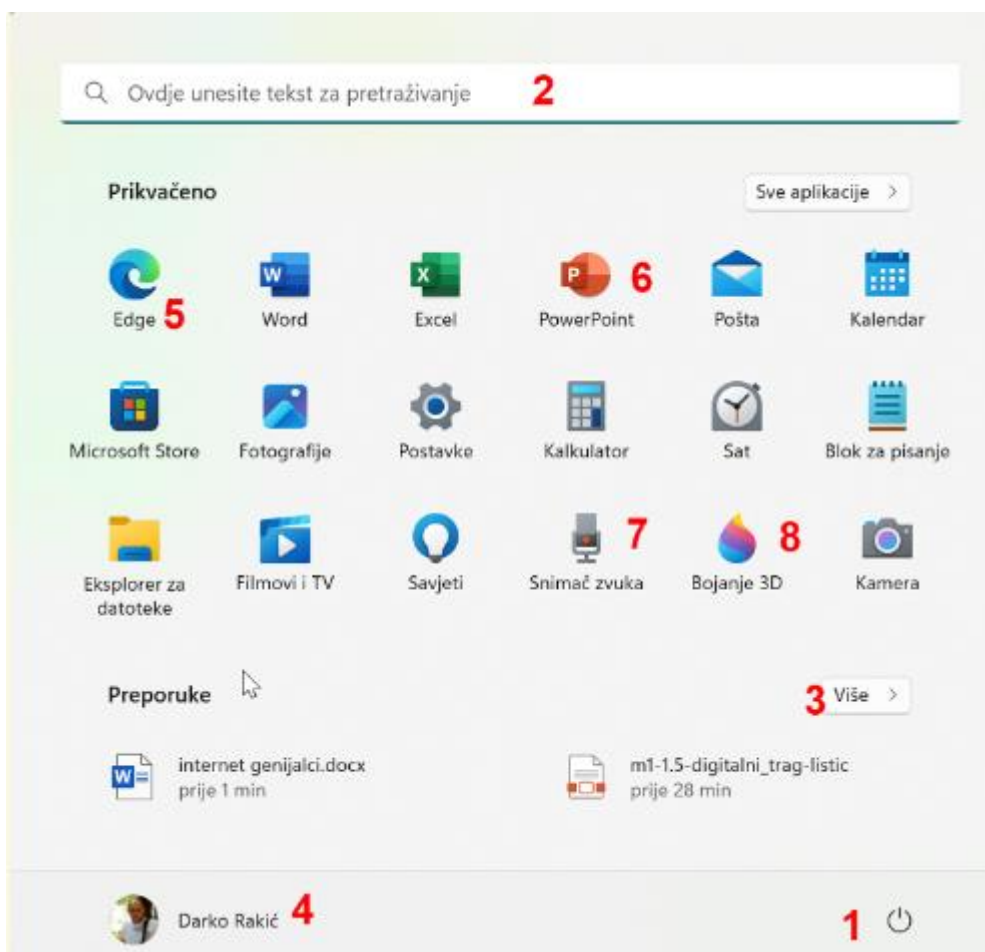 Ovdje unesite tekst za pretraživanje 2
Prikvačeno
Sve aplikacije >
Edge 5
Word
Excel
PowerPoint 6
Pošta
Kalendar
Microsoft Store
Fotografije
Postavke
Kalkulator
Sat
Blok za pisanje
Eksplorer za
datoteke
Filmovi i TV
Savjeti
Snimač zvuka 7
Bojanje 3D 8
Kamera
Preporuke
3 Više >
internet genijalci.docx
prije 1 min
m1-1.5-digitalni_trag-listic
prije 28 min
Darko Rakić 4
1